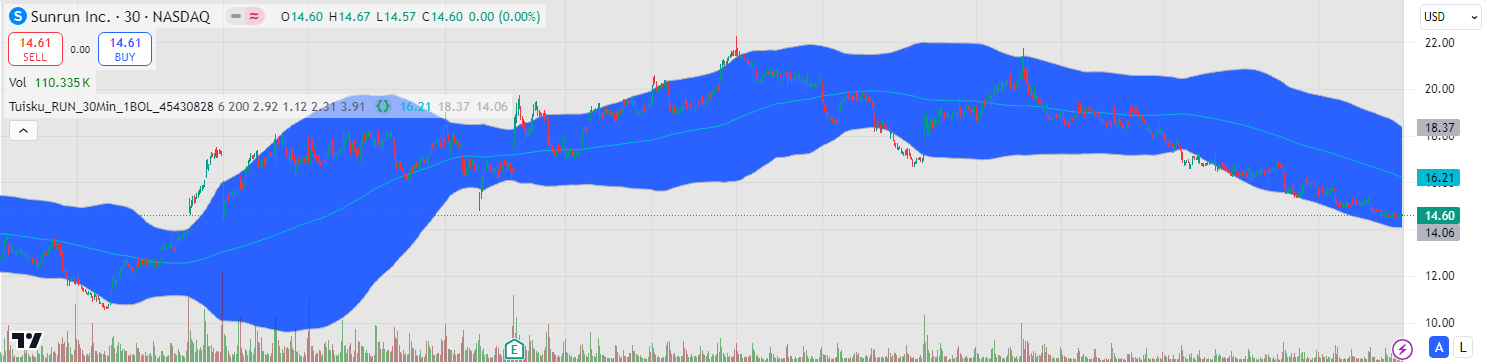 S Sunrun Inc. · 30 · NASDAQ O14.60 H14.67 L14.57 C14.60 0.00 (0.00%)
14.61 SELL 0.00 14.61 BUY
Vol 110.335 K
Tuisku_RUN_30Min_1BOL_45430828 6 200 2.92 1.12 2.31 3.91 {} 16.21 18.37 14.06
USD
22.00
20.00
18.37
16.21
14.60
14.06
12.00
10.00
E
A L